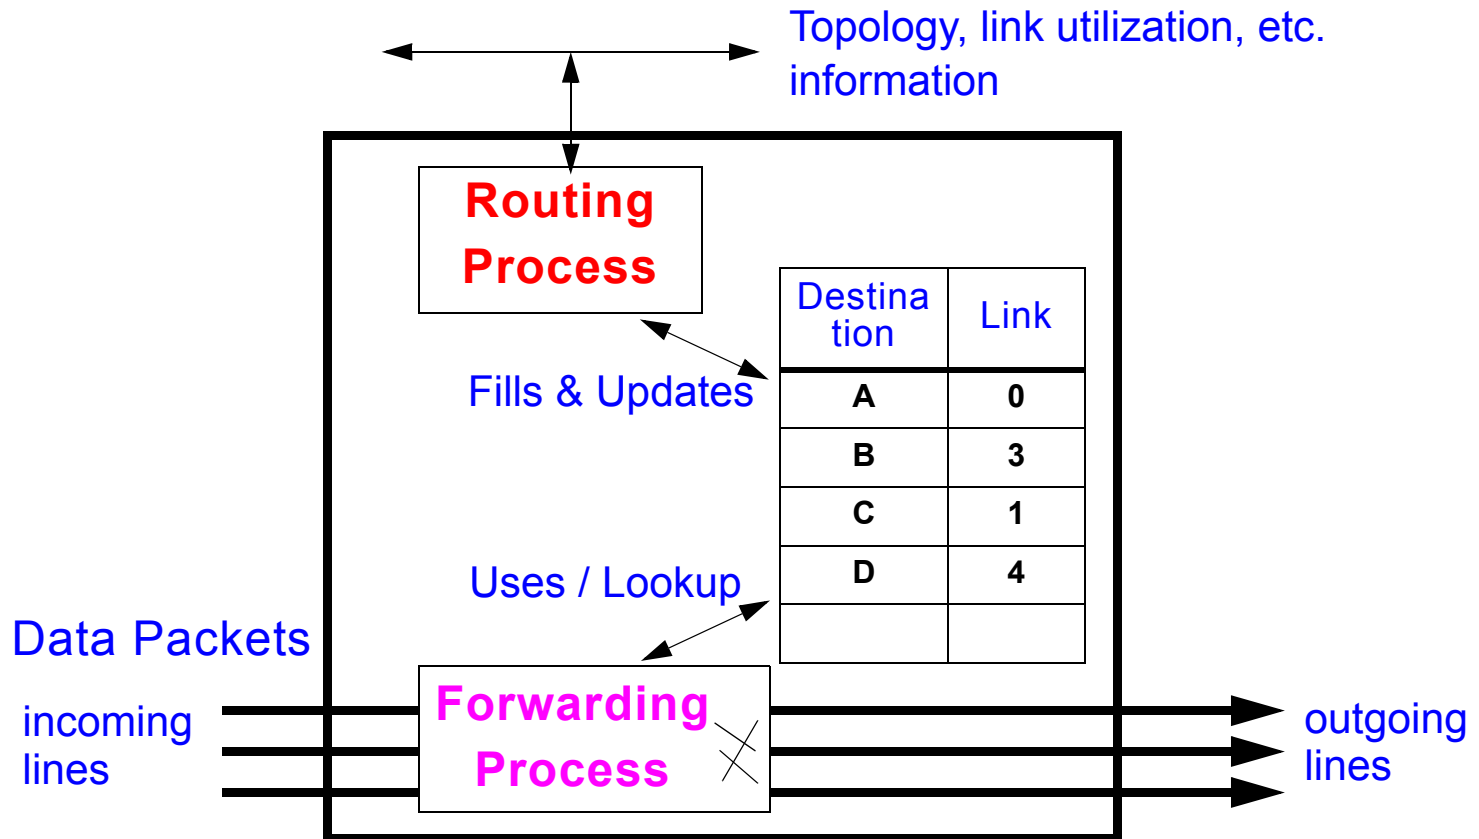 Topology, link utilization, etc.
information
Routing
Process
Destina
tion
Link
Fills & Updates
A 0
B 3
C 1
D 4
Uses / Lookup
Data Packets
incoming
lines
Forwarding
Process
outgoing
lines